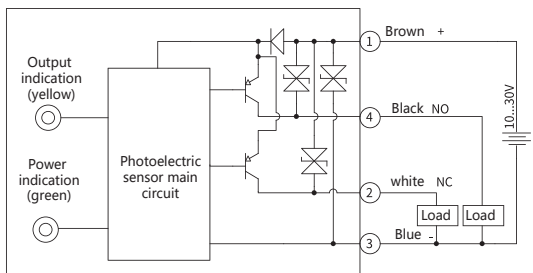 Output
indication
(yellow)
Power
indication
(green)
Photoelectric
sensor main
circuit
1 Brown +
4 Black NO
2 white NC
3 Blue -
Load Load
10...30V